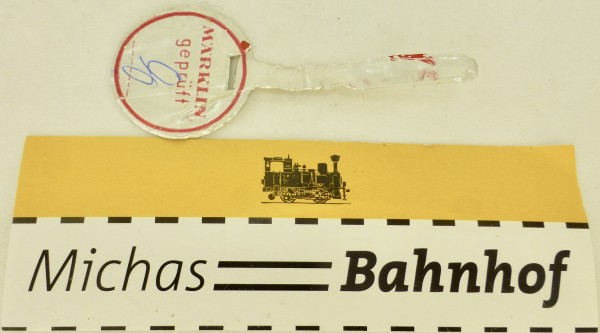 MÄRKLIN
geprüft
Michas Bahnhof